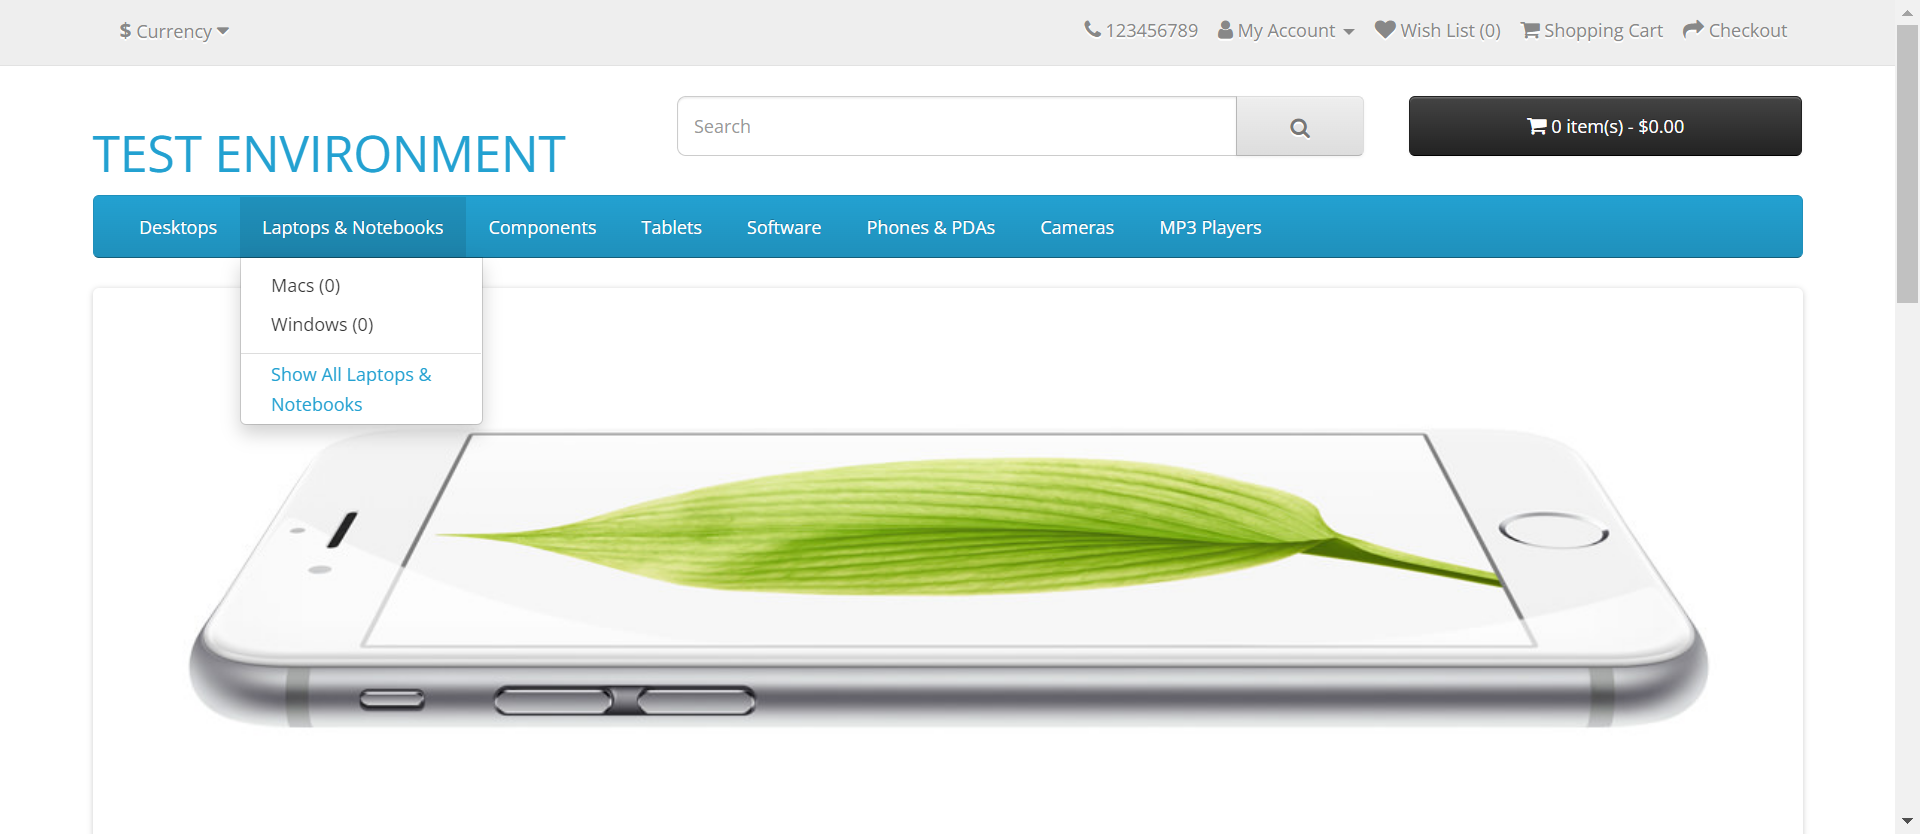 $ Currency
123456789 My Account Wish List (0) Shopping Cart Checkout
TEST ENVIRONMENT
Search
0 item(s) - $0.00
Desktops Laptops & Notebooks Components Tablets Software Phones & PDAs Cameras MP3 Players
Macs (0)
Windows (0)
Show All Laptops &
Notebooks